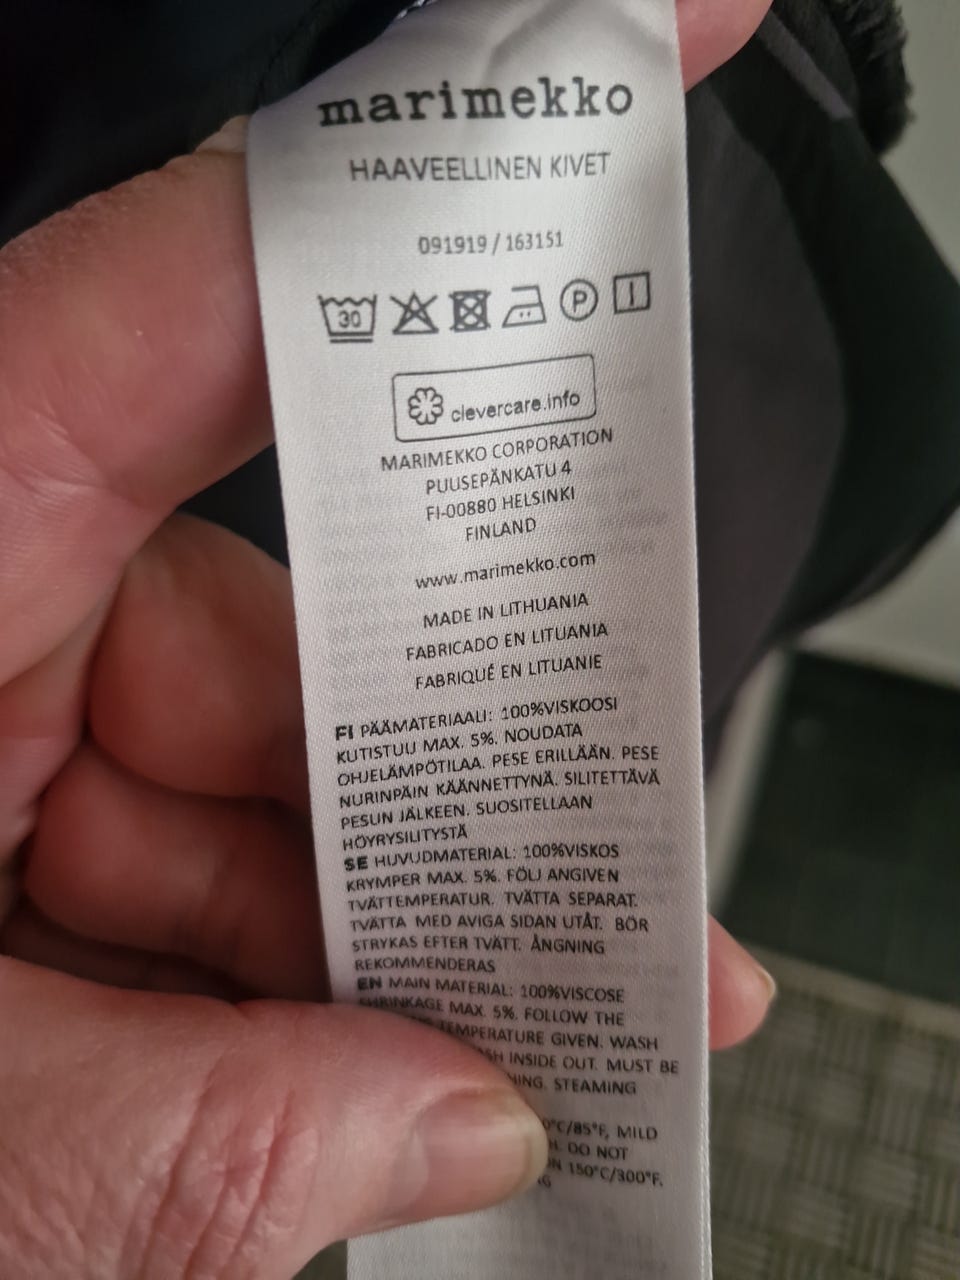 marimekko
HAAVEELLINEN KIVET
091919 / 163151
30 P
clevercare.info
MARIMEKKO CORPORATION
PUUSEPÄNKATU 4
FI-00880 HELSINKI
FINLAND
www.marimekko.com
MADE IN LITHUANIA
FABRICADO EN LITUANIA
FABRIQUÉ EN LITUANIE
FI PÄÄMATERIAALI: 100%VISKOOSI
KUTISTUU MAX. 5%. NOUDATA
OHJELÄMPÖTILAA. PESE ERILLÄÄN. PESE
NURINPÄIN KÄÄNNETTYNÄ. SILITETTÄVÄ
PESUN JÄLKEEN. SUOSITELLAAN
HÖYRYSILITYSTÄ
SE HUVUDMATERIAL: 100%VISKOS
KRYMPER MAX. 5%. FÖLJ ANGIVEN
TVÄTTEMPERATUR. TVÄTTA SEPARAT.
TVÄTTA MED AVIGA SIDAN UTÅT. BÖR
STRYKAS EFTER TVÄTT. ÅNGNING
REKOMMENDERAS
EN MAIN MATERIAL: 100%VISCOSE
SHRINKAGE MAX. 5%. FOLLOW THE
TEMPERATURE GIVEN. WASH
INSIDE OUT. MUST BE
STEAMING
°C/85°F, MILD
DO NOT
150°C/300°F.